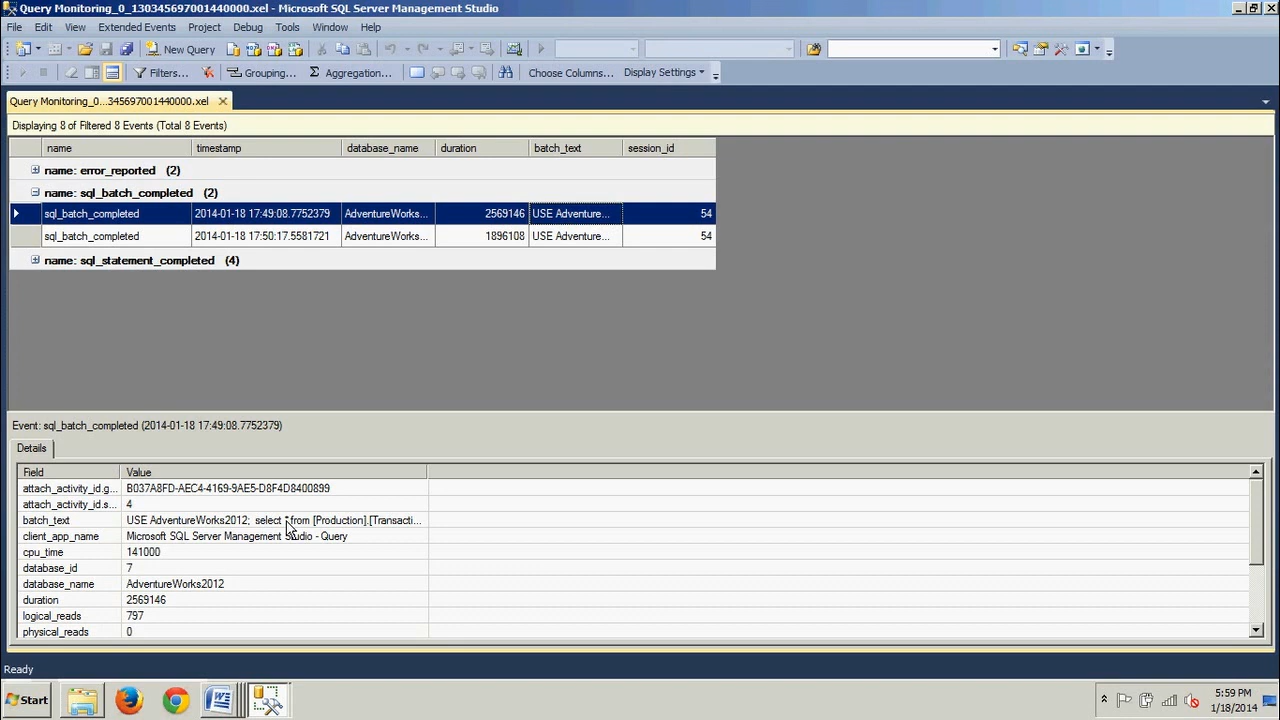 Query Monitoring_0_130345697001440000.xel - Microsoft SQL Server Management Studio
File Edit View Extended Events Project Debug Tools Window Help
New Query
Filters... Grouping... Aggregation... Choose Columns... Display Settings
Query Monitoring_0...345697001440000.xel
Displaying 8 of Filtered 8 Events (Total 8 Events)
name timestamp database_name duration batch_text session_id
name: error_reported (2)
name: sql_batch_completed (2)
sql_batch_completed 2014-01-18 17:49:08.7752379 AdventureWorks... 2569146 USE Adventure... 54
sql_batch_completed 2014-01-18 17:50:17.5581721 AdventureWorks... 1896108 USE Adventure... 54
name: sql_statement_completed (4)
Event: sql_batch_completed (2014-01-18 17:49:08.7752379)
Details
Field Value
attach_activity_id.g... B037A8FD-AEC4-4169-9AE5-D8F4D8400899
attach_activity_id.s... 4
batch_text USE AdventureWorks2012; select * from [Production].[Transacti...
client_app_name Microsoft SQL Server Management Studio - Query
cpu_time 141000
database_id 7
database_name AdventureWorks2012
duration 2569146
logical_reads 797
physical_reads 0
Ready
Start 5:59 PM
1/18/2014